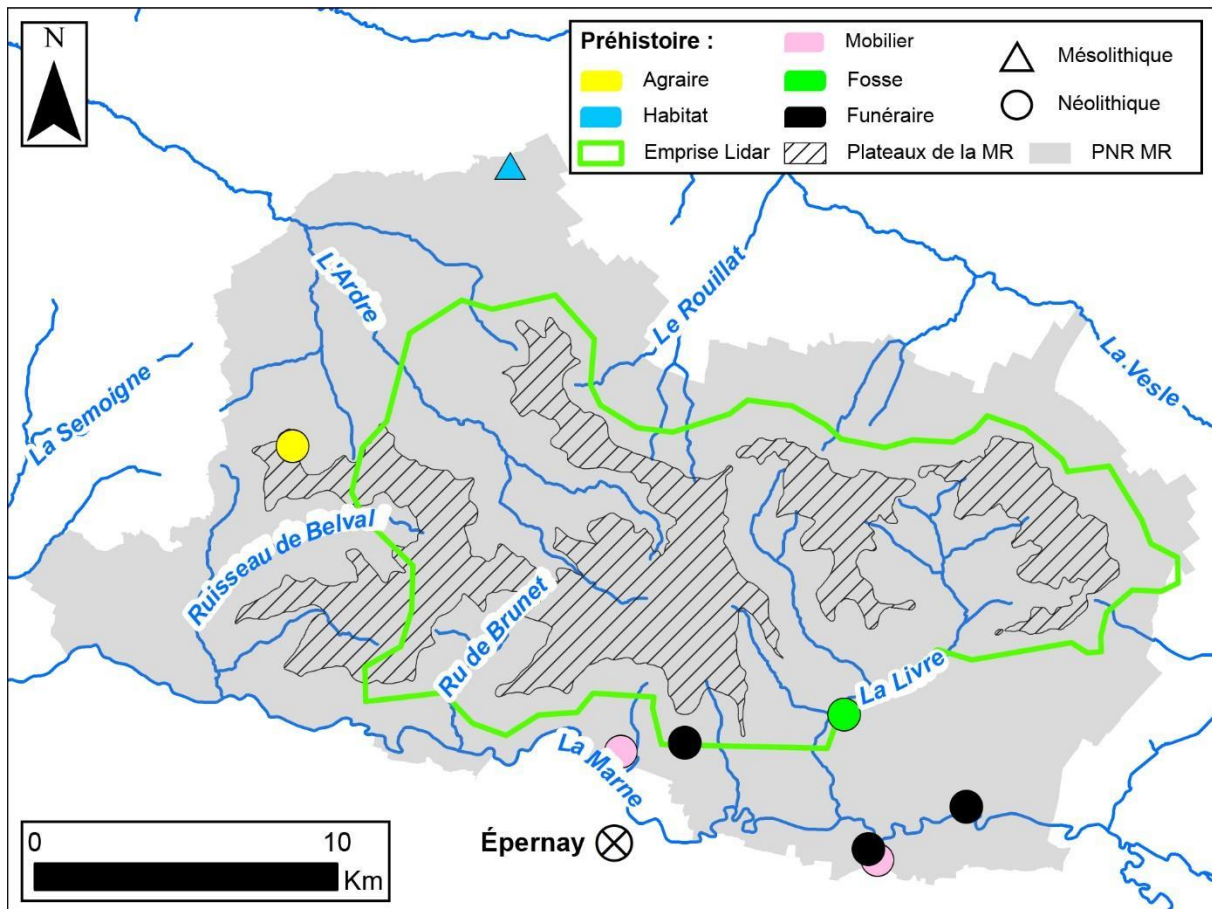 N
Préhistoire :
Agraire
Habitat
Emprise Lidar
Mobilier
Fosse
Funéraire
Plateaux de la MR
Mésolithique
Néolithique
PNR MR
L'Ardre
Le Rouillat
La Vesle
La Semoigne
Ruisseau de Belval
Ru de Brunet
La Livre
La Marne
Épernay
0
10
Km